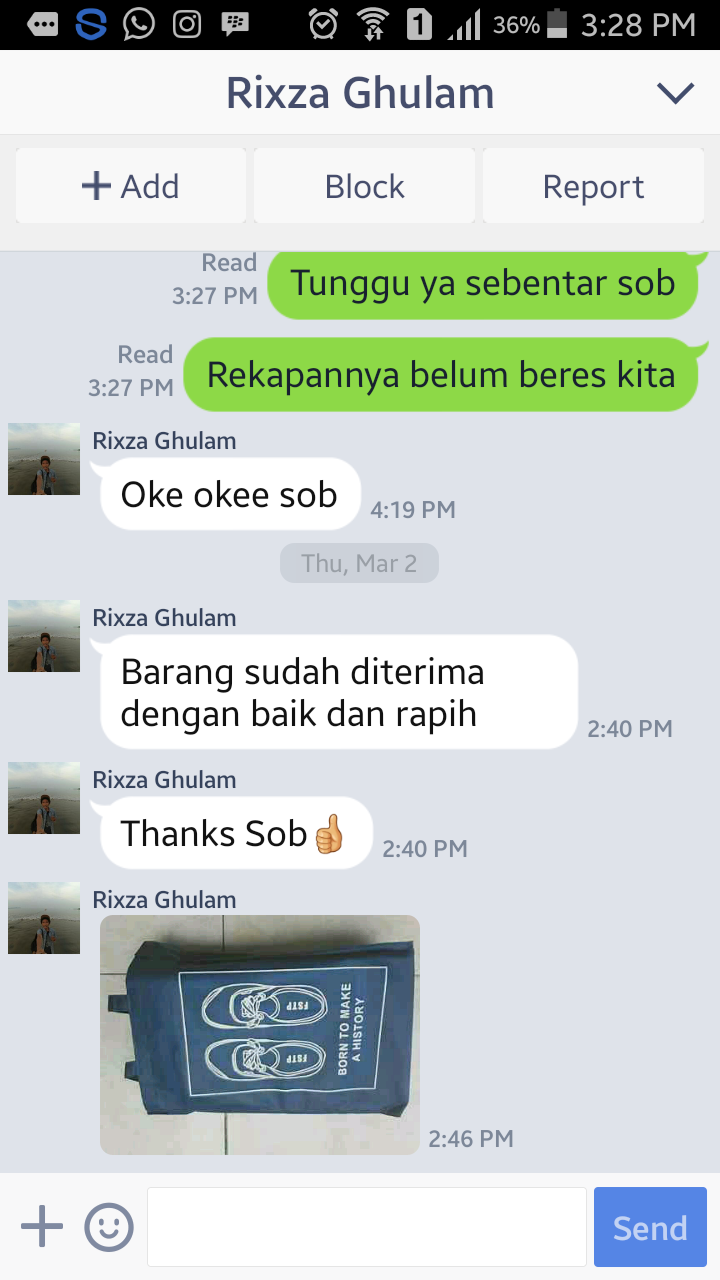 36% 3:28 PM
Rixza Ghulam
+ Add
Block
Report
Read
3:27 PM
Tunggu ya sebentar sob
Read
3:27 PM
Rekapannya belum beres kita
Rixza Ghulam
Oke okee sob
4:19 PM
Thu, Mar 2
Rixza Ghulam
Barang sudah diterima
dengan baik dan rapih
2:40 PM
Rixza Ghulam
Thanks Sob👍
2:40 PM
Rixza Ghulam
FSTP
FSTP
BORN TO MAKE
A HISTORY
2:46 PM
Send